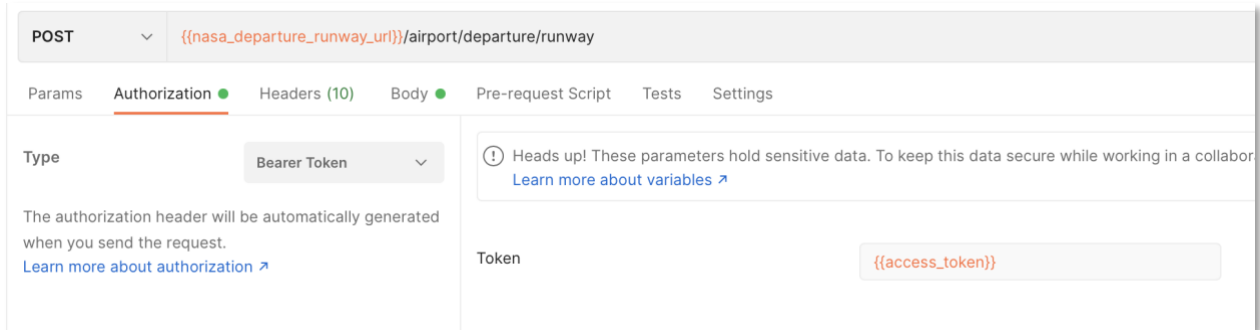 POST {{nasa_departure_runway_url}}/airport/departure/runway
Params Authorization Headers (10) Body Pre-request Script Tests Settings
Type Bearer Token
The authorization header will be automatically generated
when you send the request.
Learn more about authorization ↗
Heads up! These parameters hold sensitive data. To keep this data secure while working in a collabor
Learn more about variables ↗
Token {{access_token}}